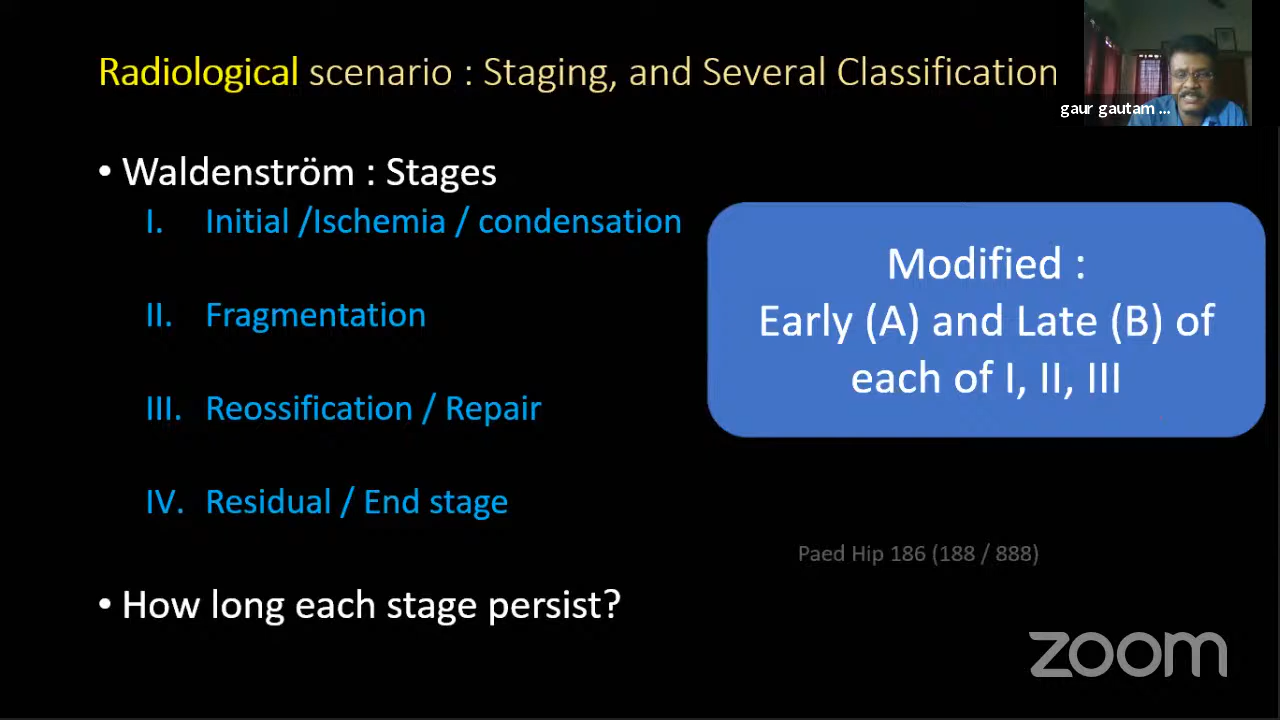 Radiological scenario : Staging, and Several Classification
gaur gautam ...
• Waldenström : Stages
I. Initial /Ischemia / condensation
II. Fragmentation
III. Reossification / Repair
IV. Residual / End stage
Modified :
Early (A) and Late (B) of
each of I, II, III
Paed Hip 186 (188 / 888)
• How long each stage persist?
zoom